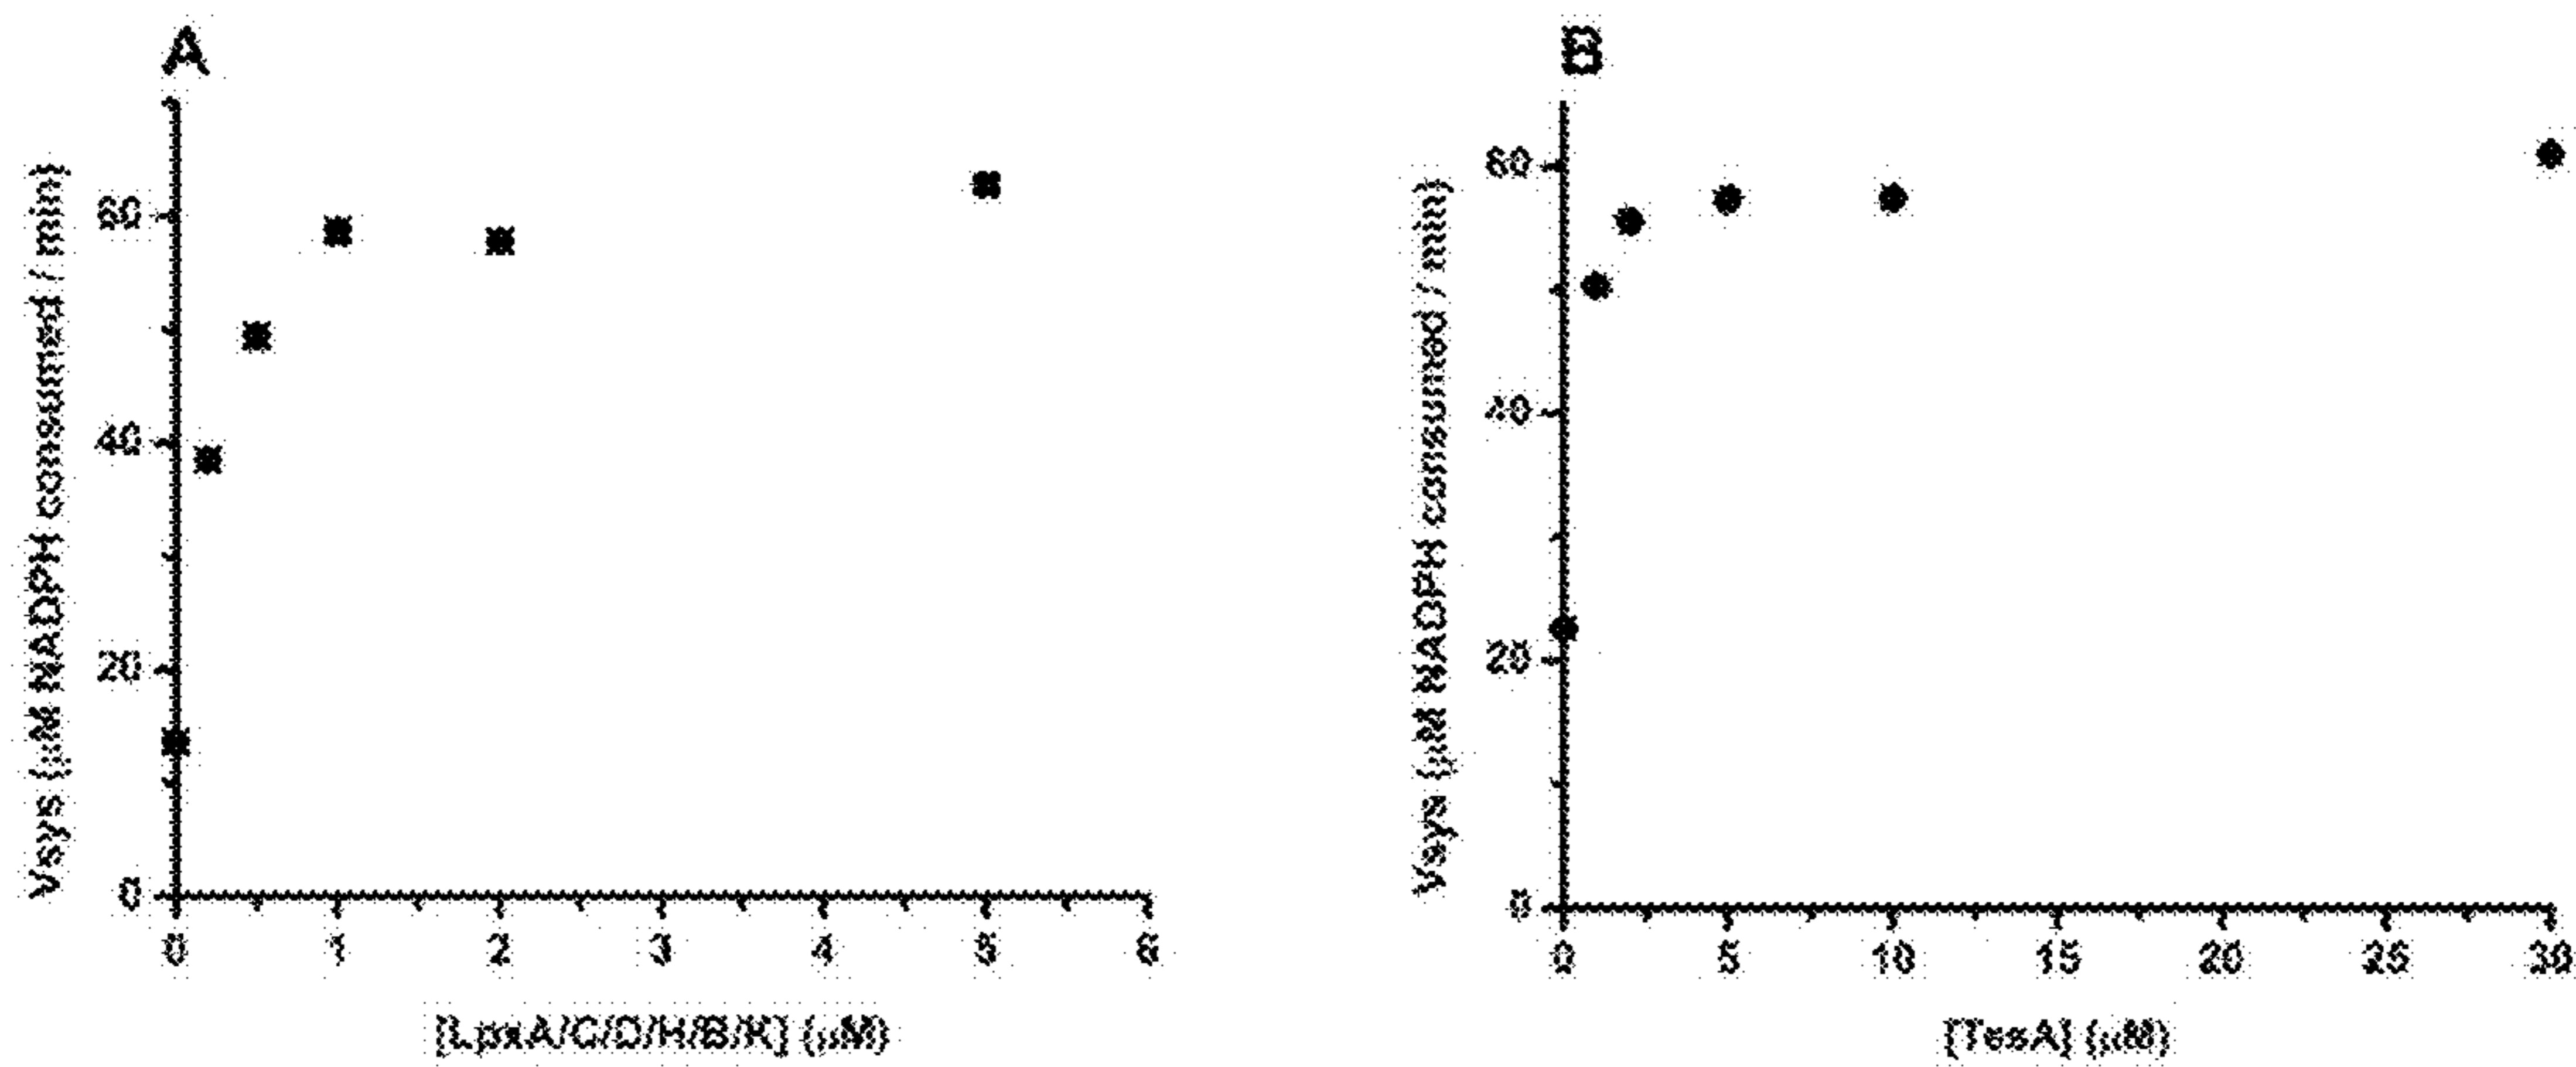 A
Vsys (μM NADPH consumed / min)
60
40
20
0
0 1 2 3 4 5 6
[LpxA/C/D/H/B/K] (μM)
B
Vsys (μM NADPH consumed / min)
60
40
20
0
0 5 10 15 20 25 30
[TesA] (μM)